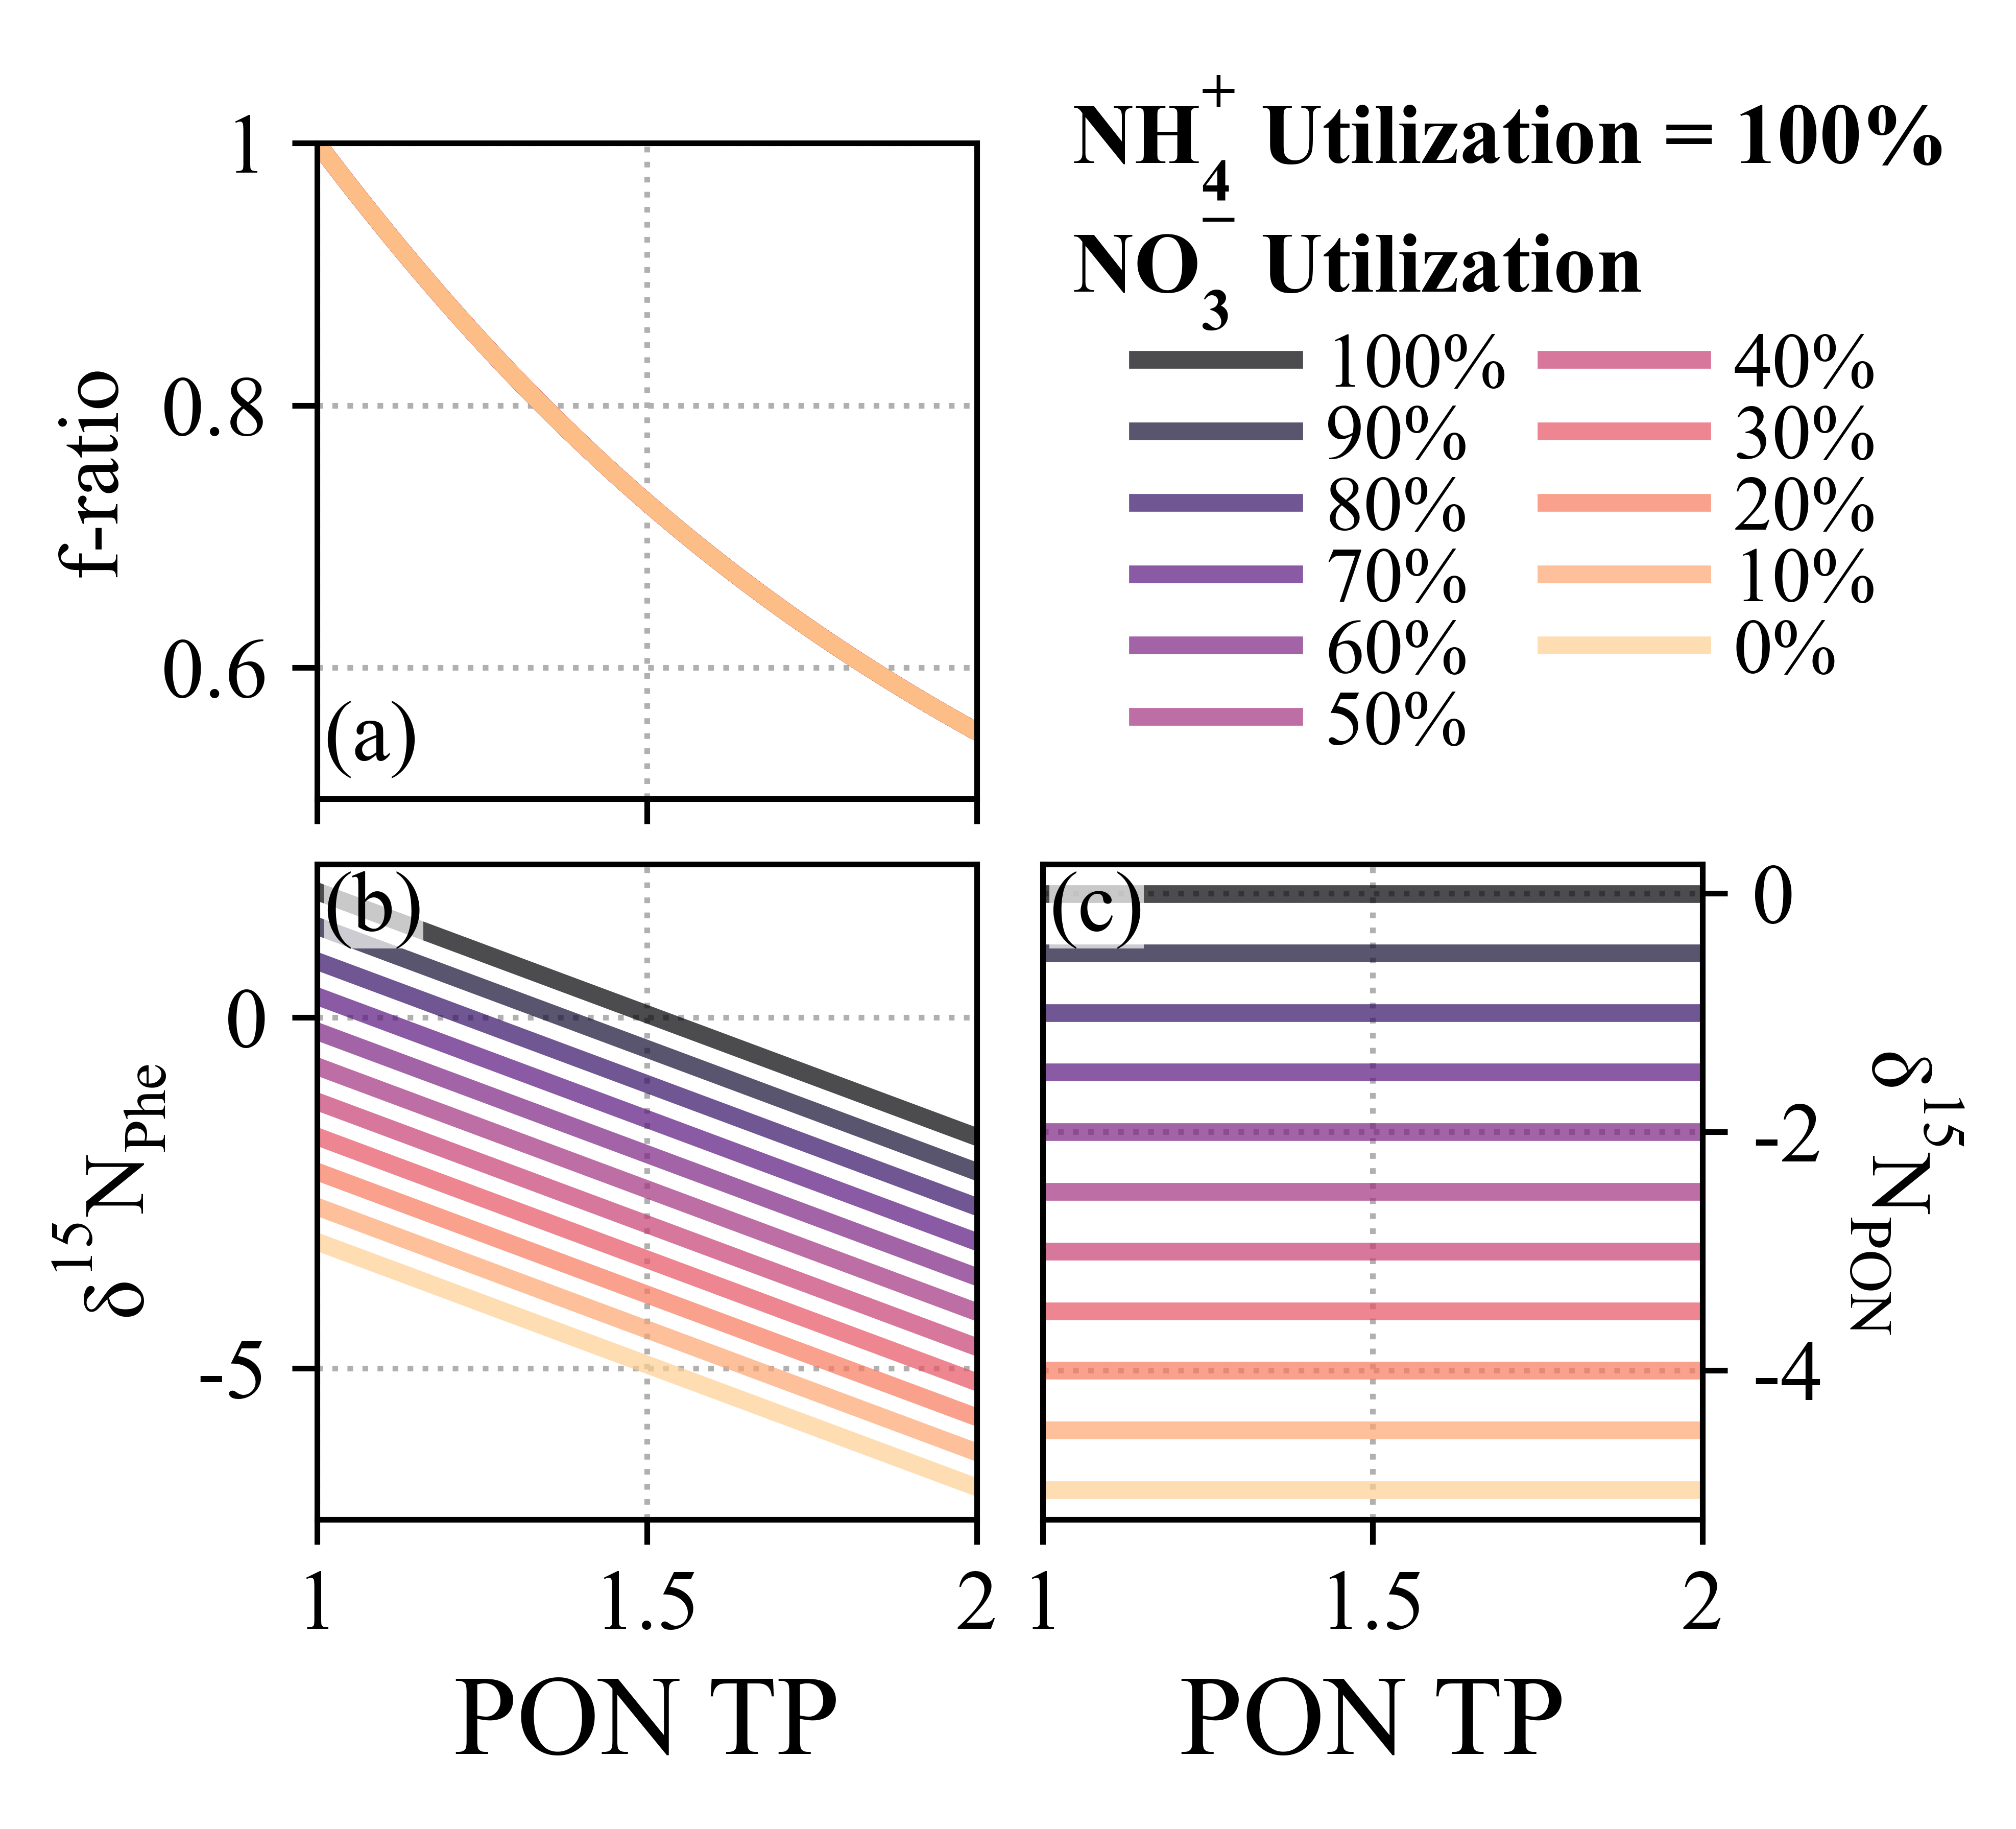 1
0.8
0.6
f-ratio
(a)
NH₄⁺ Utilization = 100%
NO₃⁻ Utilization
100% 40%
90% 30%
80% 20%
70% 10%
60% 0%
50%
(b)
0
-5
δ¹⁵N_Phe
1 1.5 2
PON TP
(c)
0
-2
-4
δ¹⁵N_PON
1 1.5 2
PON TP